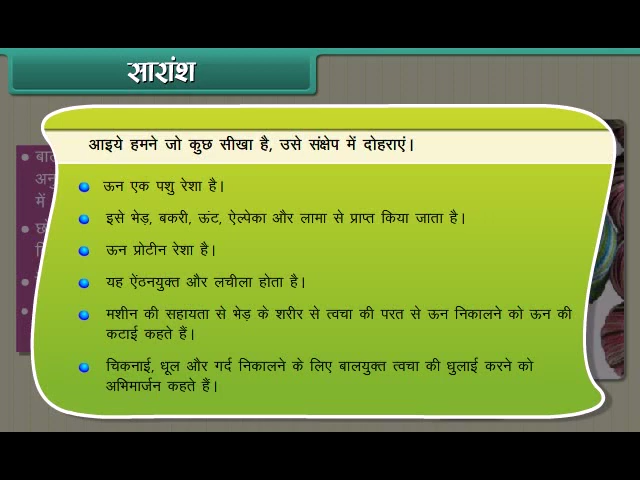 सारांश
आइये हमने जो कुछ सीखा है, उसे संक्षेप में दोहराएं।
ऊन एक पशु रेशा है।
इसे भेड़, बकरी, ऊंट, ऐल्पेका और लामा से प्राप्त किया जाता है।
ऊन प्रोटीन रेशा है।
यह ऐंठनयुक्त और लचीला होता है।
मशीन की सहायता से भेड़ के शरीर से त्वचा की परत से ऊन निकालने को ऊन की
कटाई कहते हैं।
चिकनाई, धूल और गर्द निकालने के लिए बालयुक्त त्वचा की धुलाई करने को
अभिमार्जन कहते हैं।